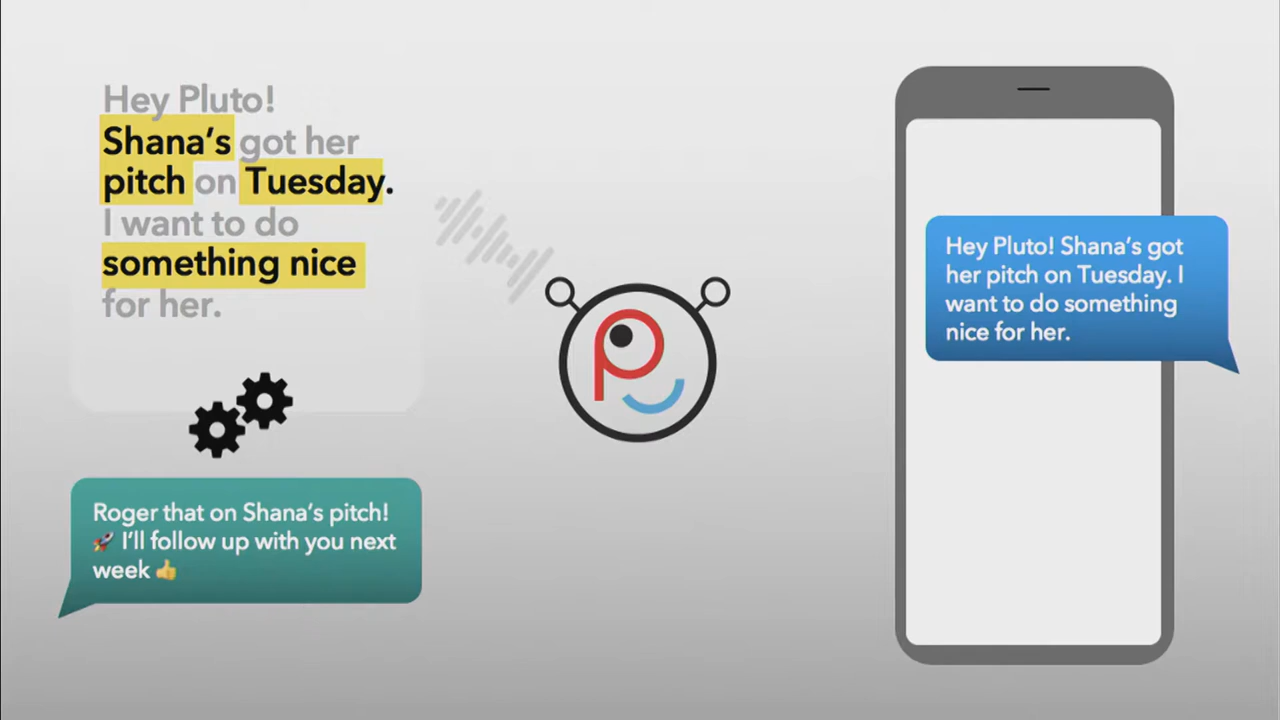 Hey Pluto!
Shana's got her
pitch on Tuesday.
I want to do
something nice
for her.
Roger that on Shana's pitch!
🚀 I'll follow up with you next
week 👍
Hey Pluto! Shana's got
her pitch on Tuesday. I
want to do something
nice for her.